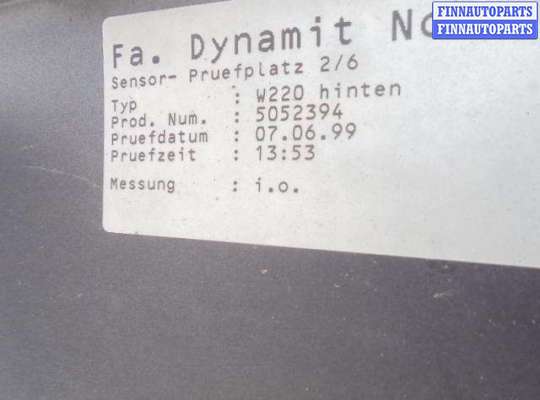 FINNAUTOPARTS
FINNAUTOPARTS
Fa. Dynamit
Sensor- Pruefplatz 2/6
Typ : W220 hinten
Prod. Num. : 5052394
Pruefdatum : 07.06.99
Pruefzeit : 13:53
Messung : i.o.